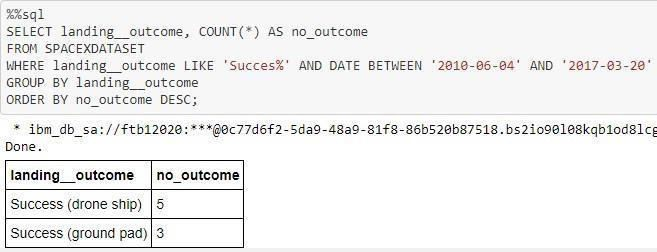 %%sql
SELECT landing__outcome, COUNT(*) AS no_outcome
FROM SPACEXDATASET
WHERE landing__outcome LIKE 'Succes%' AND DATE BETWEEN '2010-06-04' AND '2017-03-20'
GROUP BY landing__outcome
ORDER BY no_outcome DESC;
* ibm_db_sa://ftb12020:***@0c77d6f2-5da9-48a9-81f8-86b520b87518.bs2io90l08kqb1od8lcg
Done.
landing__outcome no_outcome
Success (drone ship) 5
Success (ground pad) 3